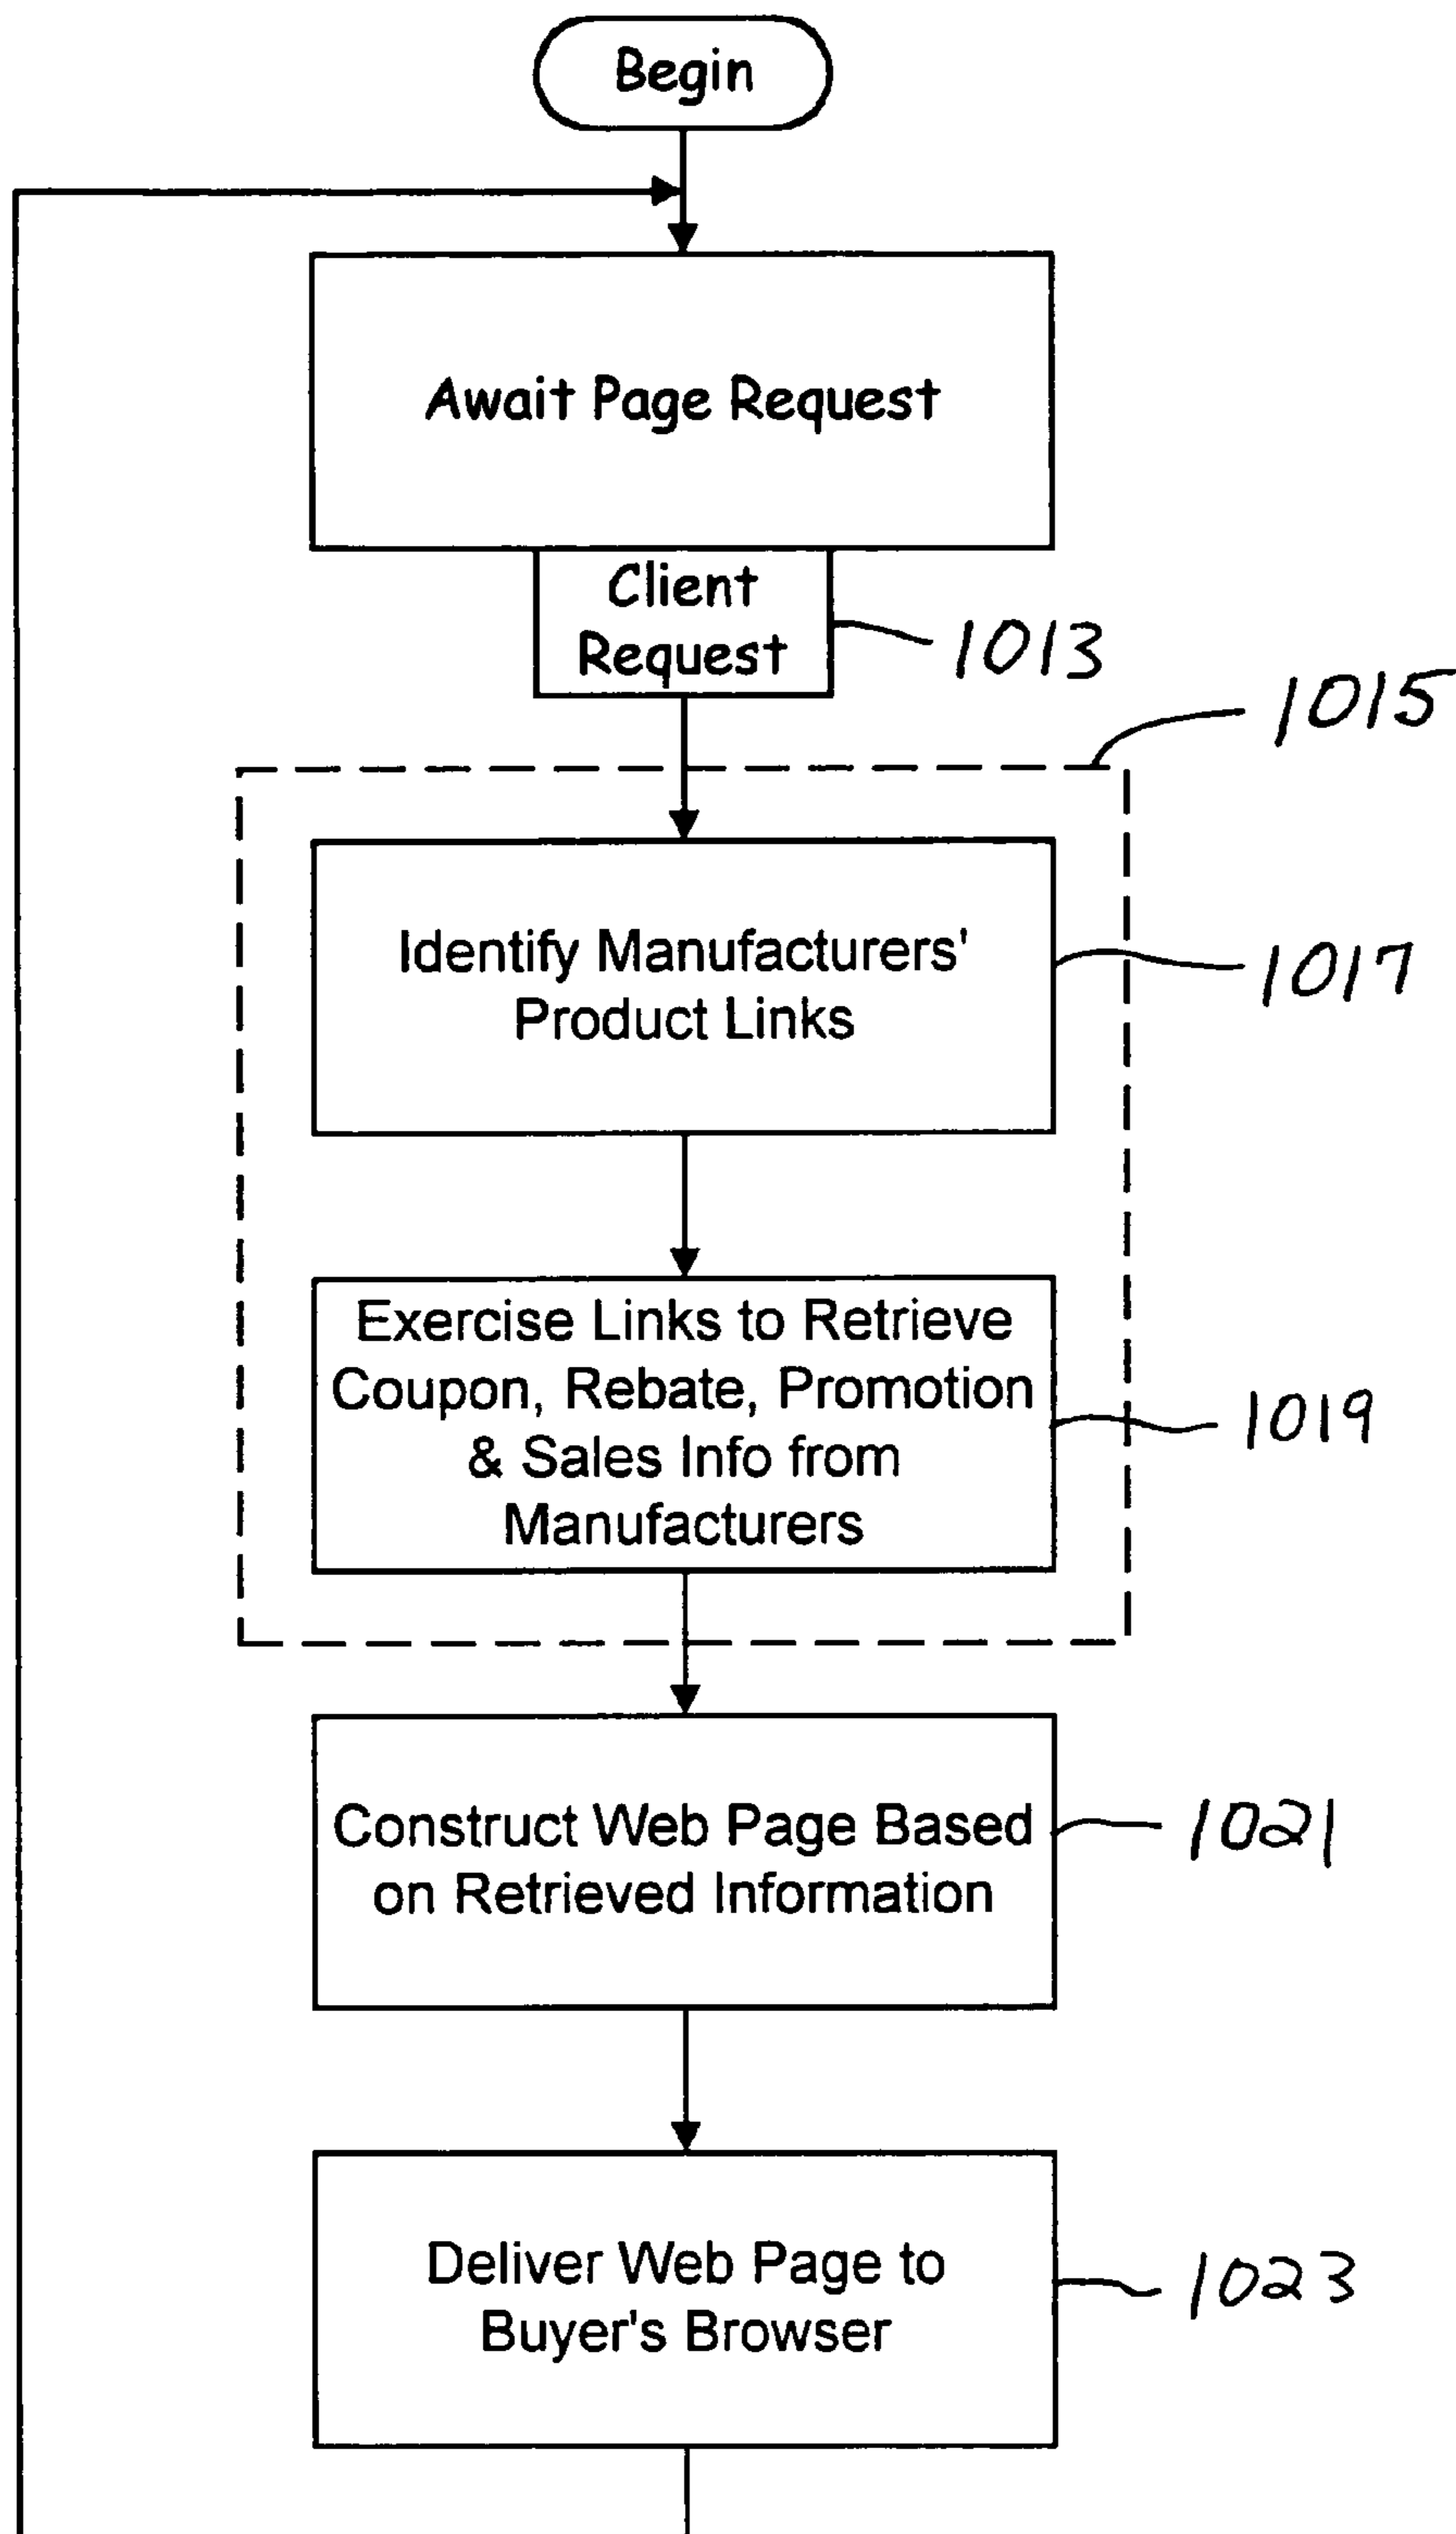 Begin
Await Page Request
Client
Request
1013
1015
Identify Manufacturers'
Product Links
1017
Exercise Links to Retrieve
Coupon, Rebate, Promotion
& Sales Info from
Manufacturers
1019
Construct Web Page Based
on Retrieved Information
1021
Deliver Web Page to
Buyer's Browser
1023